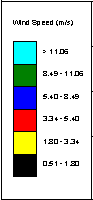 Wind Speed (m/s)
> 11.06
8.49 - 11.06
5.40 - 8.49
3.34 - 5.40
1.80 - 3.34
0.51 - 1.80